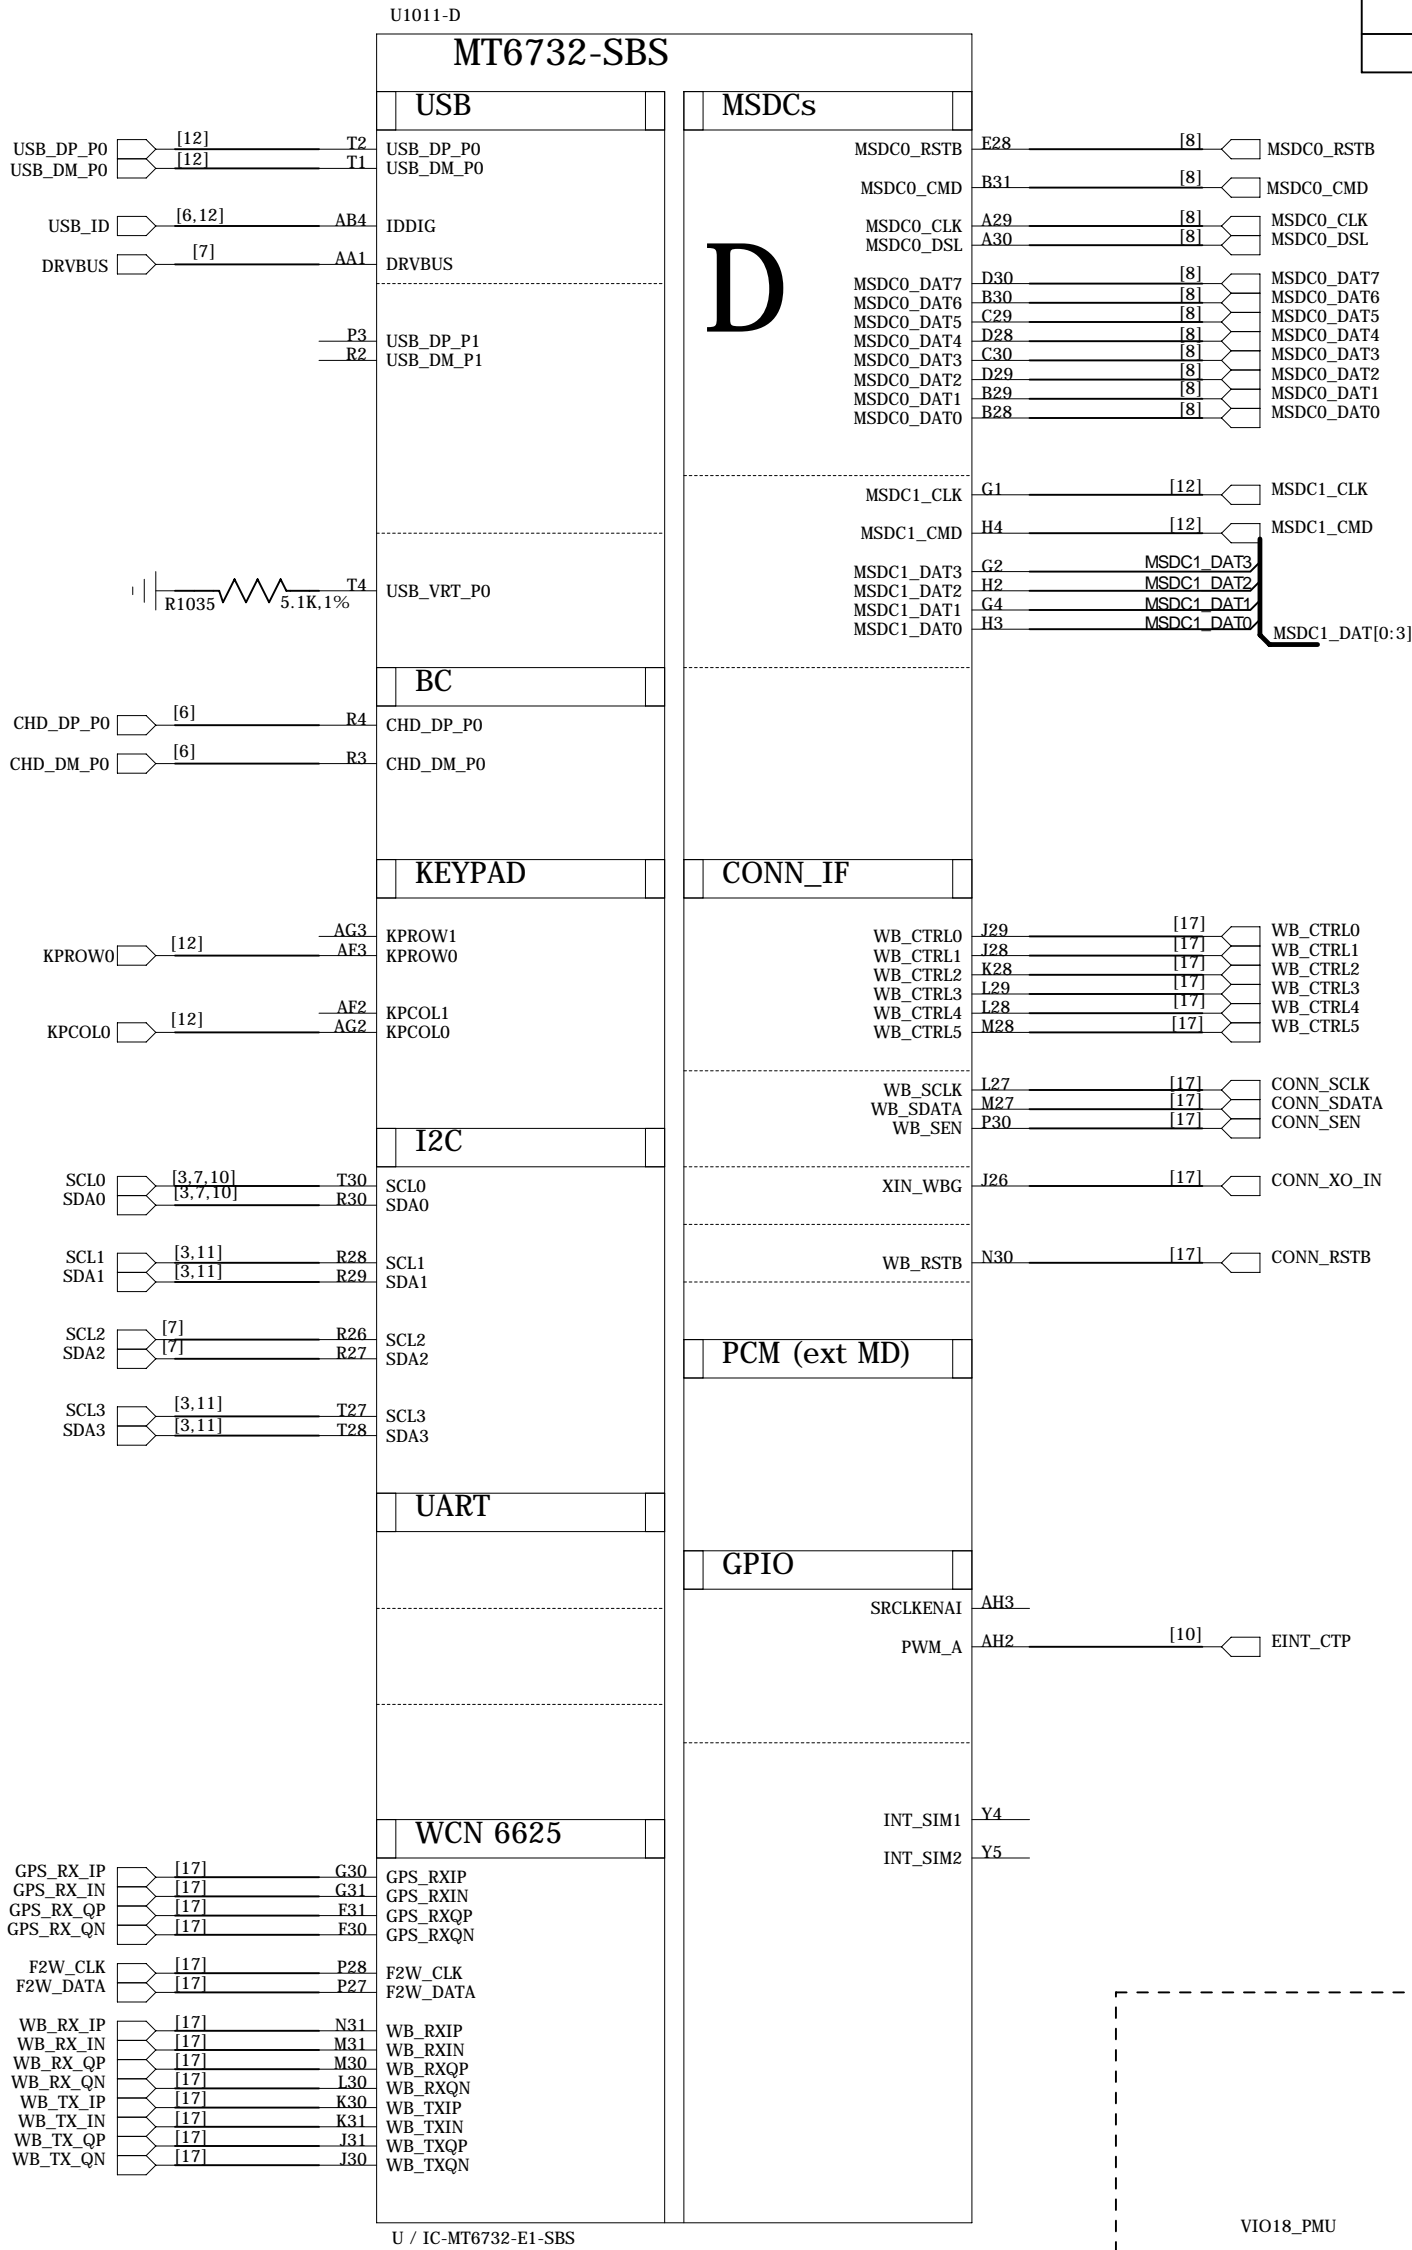 U1011-D
MT6732-SBS
USB
USB_DP_P0 [12] T2 USB_DP_P0
USB_DM_P0 [12] T1 USB_DM_P0
USB_ID [6,12] AB4 IDDIG
DRVBUS [7] AA1 DRVBUS
P3 USB_DP_P1
R2 USB_DM_P1
R1035 5.1K,1% T4 USB_VRT_P0
BC
CHD_DP_P0 [6] R4 CHD_DP_P0
CHD_DM_P0 [6] R3 CHD_DM_P0
KEYPAD
AG3 KPROW1
KPROW0 [12] AF3 KPROW0
AF2 KPCOL1
KPCOL0 [12] AG2 KPCOL0
I2C
SCL0 [3,7,10] T30 SCL0
SDA0 [3,7,10] R30 SDA0
SCL1 [3,11] R28 SCL1
SDA1 [3,11] R29 SDA1
SCL2 [7] R26 SCL2
SDA2 [7] R27 SDA2
SCL3 [3,11] T27 SCL3
SDA3 [3,11] T28 SDA3
UART
WCN 6625
GPS_RX_IP [17] G30 GPS_RXIP
GPS_RX_IN [17] G31 GPS_RXIN
GPS_RX_QP [17] F31 GPS_RXQP
GPS_RX_QN [17] F30 GPS_RXQN
F2W_CLK [17] P28 F2W_CLK
F2W_DATA [17] P27 F2W_DATA
WB_RX_IP [17] N31 WB_RXIP
WB_RX_IN [17] M31 WB_RXIN
WB_RX_QP [17] M30 WB_RXQP
WB_RX_QN [17] L30 WB_RXQN
WB_TX_IP [17] K30 WB_TXIP
WB_TX_IN [17] K31 WB_TXIN
WB_TX_QP [17] J31 WB_TXQP
WB_TX_QN [17] J30 WB_TXQN
MSDCs
D
MSDC0_RSTB E28 [8] MSDC0_RSTB
MSDC0_CMD B31 [8] MSDC0_CMD
MSDC0_CLK A29 [8] MSDC0_CLK
MSDC0_DSL A30 [8] MSDC0_DSL
MSDC0_DAT7 D30 [8] MSDC0_DAT7
MSDC0_DAT6 B30 [8] MSDC0_DAT6
MSDC0_DAT5 C29 [8] MSDC0_DAT5
MSDC0_DAT4 D28 [8] MSDC0_DAT4
MSDC0_DAT3 C30 [8] MSDC0_DAT3
MSDC0_DAT2 D29 [8] MSDC0_DAT2
MSDC0_DAT1 B29 [8] MSDC0_DAT1
MSDC0_DAT0 B28 [8] MSDC0_DAT0
MSDC1_CLK G1 [12] MSDC1_CLK
MSDC1_CMD H4 [12] MSDC1_CMD
MSDC1_DAT3 G2 MSDC1_DAT3
MSDC1_DAT2 H2 MSDC1_DAT2
MSDC1_DAT1 G4 MSDC1_DAT1
MSDC1_DAT0 H3 MSDC1_DAT0
MSDC1_DAT[0:3]
CONN_IF
WB_CTRL0 J29 [17] WB_CTRL0
WB_CTRL1 J28 [17] WB_CTRL1
WB_CTRL2 K28 [17] WB_CTRL2
WB_CTRL3 L29 [17] WB_CTRL3
WB_CTRL4 L28 [17] WB_CTRL4
WB_CTRL5 M28 [17] WB_CTRL5
WB_SCLK L27 [17] CONN_SCLK
WB_SDATA M27 [17] CONN_SDATA
WB_SEN P30 [17] CONN_SEN
XIN_WBG J26 [17] CONN_XO_IN
WB_RSTB N30 [17] CONN_RSTB
PCM (ext MD)
GPIO
SRCLKENAI AH3
PWM_A AH2 [10] EINT_CTP
INT_SIM1 Y4
INT_SIM2 Y5
VIO18_PMU
U / IC-MT6732-E1-SBS